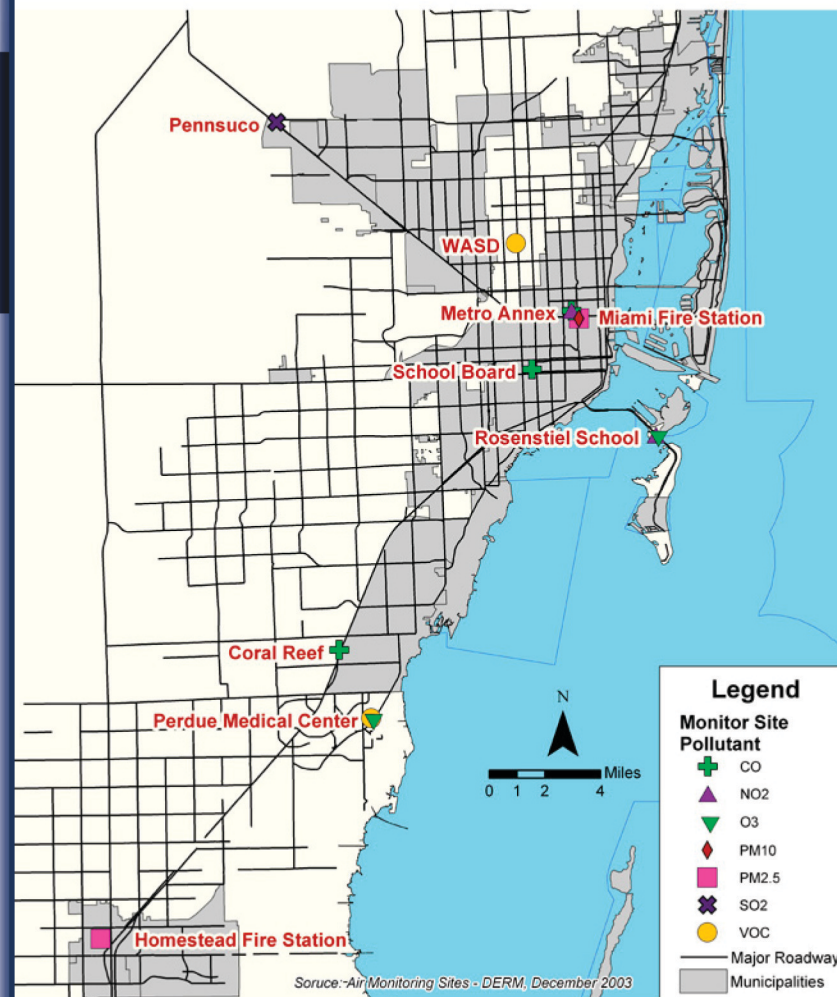 Pennsuco
WASD
Metro Annex
Miami Fire Station
School Board
Rosenstiel School
Coral Reef
Perdue Medical Center
N
Miles
0 1 2 4
Homestead Fire Station
Soruce: Air Monitoring Sites - DERM, December 2003
Legend
Monitor Site
Pollutant
CO
NO2
O3
PM10
PM2.5
SO2
VOC
Major Roadway
Municipalities